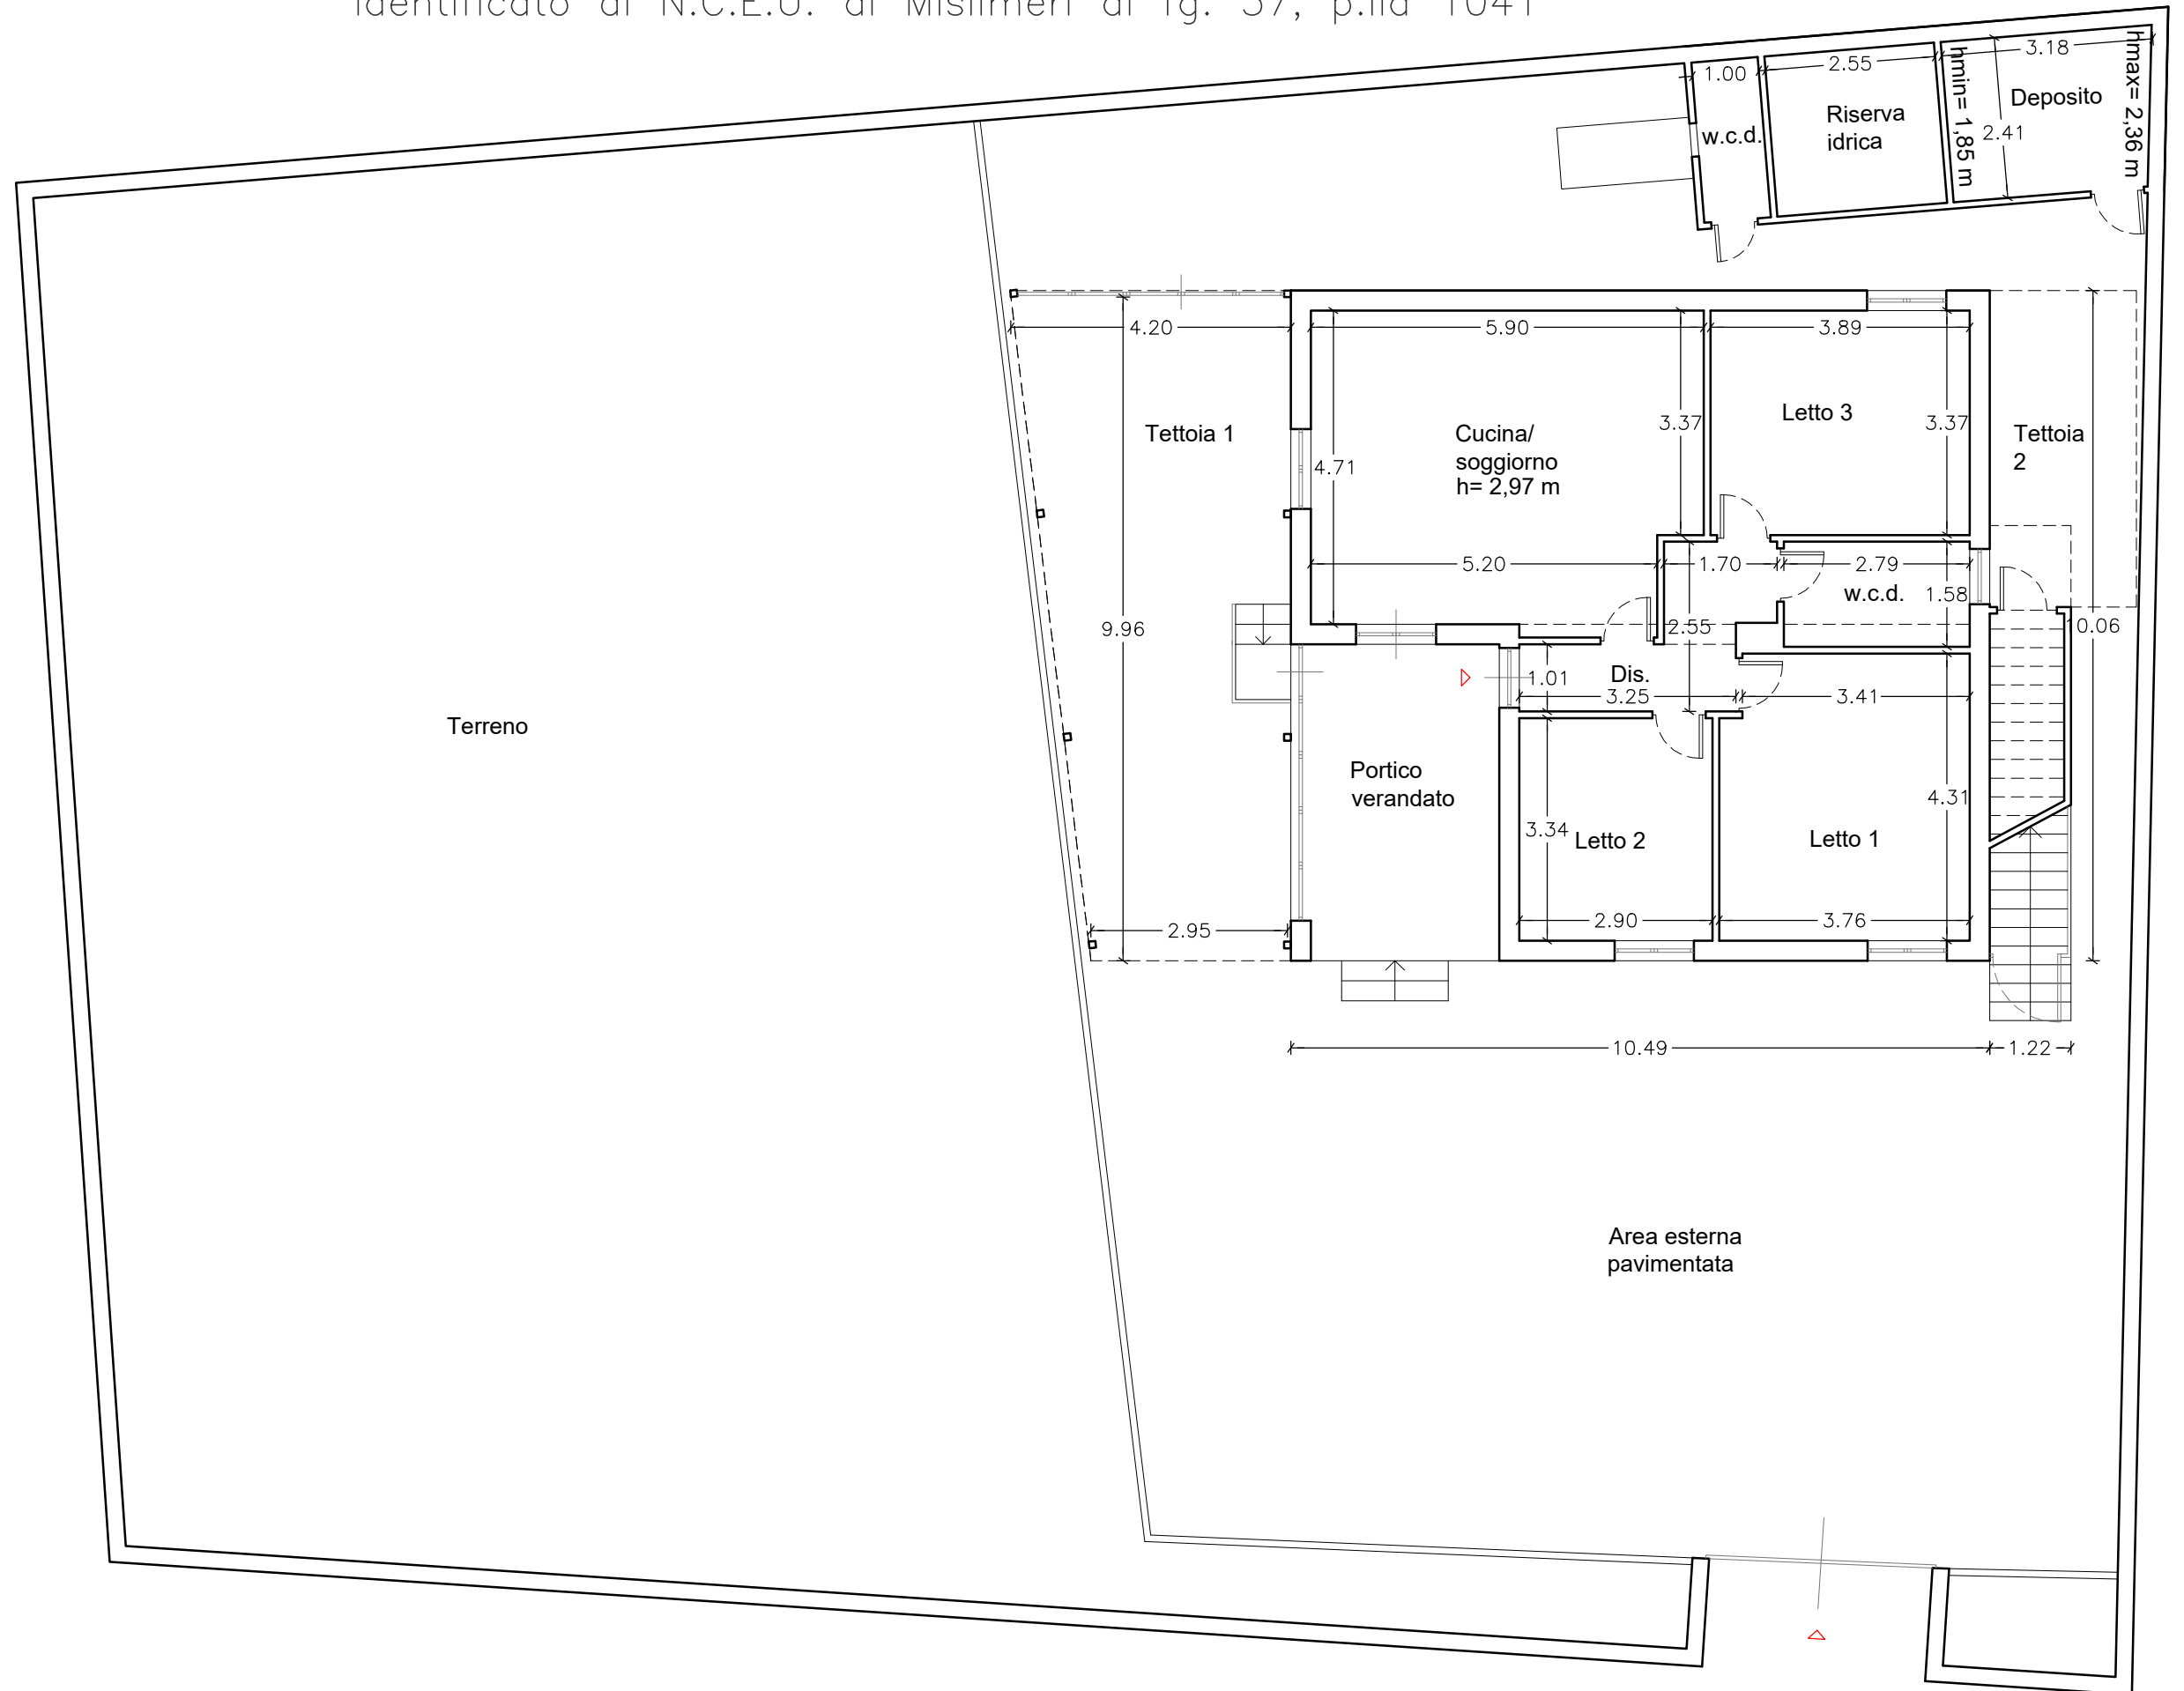 identificato al N.C.E.U. di Misilmeri al fg. 37, p.lla 1041
1.00
2.55
3.18
w.c.d.
Riserva
idrica
hmin= 1,85 m
2.41
Deposito
hmax= 2,36 m
4.20
5.90
3.89
Tettoia 1
4.71
Cucina/
soggiorno
h= 2,97 m
3.37
Letto 3
3.37
Tettoia
2
5.20
1.70
2.79
w.c.d.
1.58
9.96
2.55
0.06
1.01
Dis.
3.25
3.41
Terreno
Portico
verandato
3.34
Letto 2
Letto 1
4.31
2.95
2.90
3.76
10.49
1.22
Area esterna
pavimentata